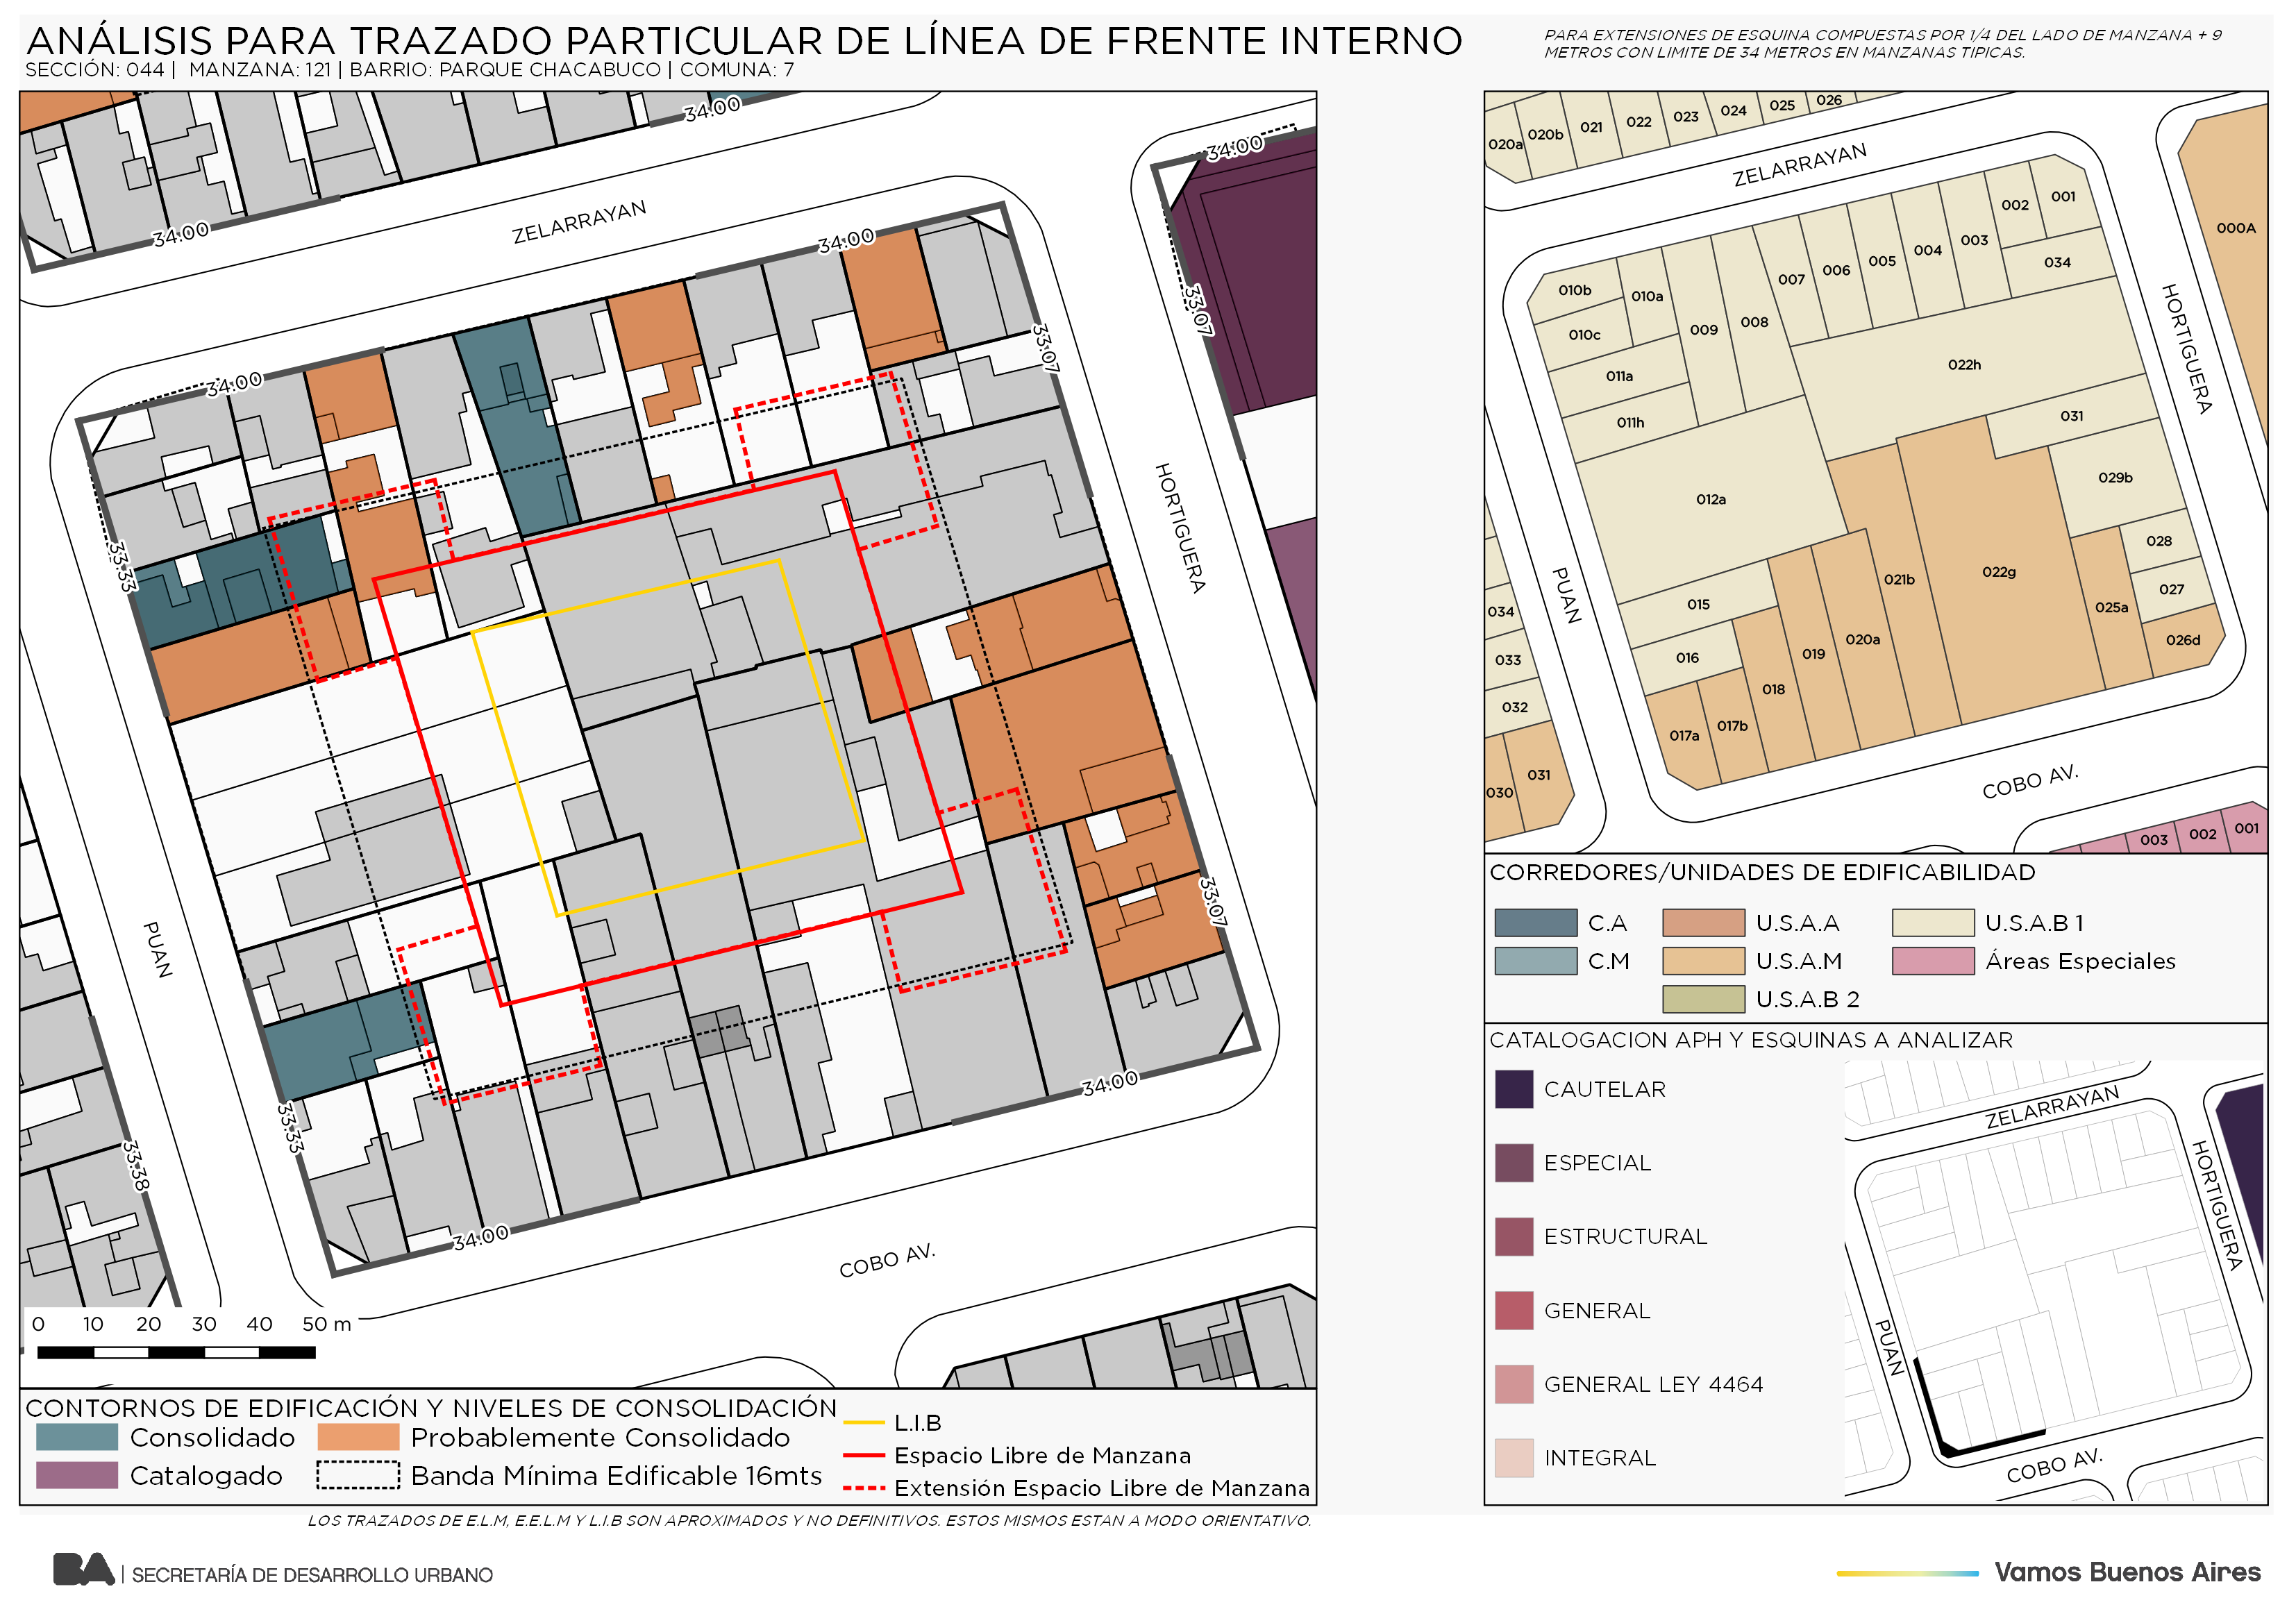 ANÁLISIS PARA TRAZADO PARTICULAR DE LÍNEA DE FRENTE INTERNO
SECCIÓN: 044 | MANZANA: 121 | BARRIO: PARQUE CHACABUCO | COMUNA: 7
PARA EXTENSIONES DE ESQUINA COMPUESTAS POR 1/4 DEL LADO DE MANZANA + 9
METROS CON LIMITE DE 34 METROS EN MANZANAS TIPICAS.
34.00
34.00
34.00
ZELARRAYAN
34.00
33.07
33.07
34.00
33.33
HORTIGUERA
PUAN
33.07
33.33
34.00
33.38
34.00
COBO AV.
0 10 20 30 40 50 m
CONTORNOS DE EDIFICACIÓN Y NIVELES DE CONSOLIDACIÓN
Consolidado
Probablemente Consolidado
Catalogado
Banda Mínima Edificable 16mts
L.I.B
Espacio Libre de Manzana
Extensión Espacio Libre de Manzana
LOS TRAZADOS DE E.L.M, E.E.L.M Y L.I.B SON APROXIMADOS Y NO DEFINITIVOS. ESTOS MISMOS ESTAN A MODO ORIENTATIVO.
020a
020b
021
022
023
024
025
026
ZELARRAYAN
000A
010b
010a
009
008
007
006
005
004
003
002
001
034
010c
011a
011h
022h
HORTIGUERA
031
012a
029b
PUAN
015
016
017a
017b
018
019
020a
021b
022g
025a
028
027
026d
034
033
032
031
030
COBO AV.
003
002
001
CORREDORES/UNIDADES DE EDIFICABILIDAD
C.A
U.S.A.A
U.S.A.B 1
C.M
U.S.A.M
Áreas Especiales
U.S.A.B 2
CATALOGACION APH Y ESQUINAS A ANALIZAR
CAUTELAR
ESPECIAL
ESTRUCTURAL
GENERAL
GENERAL LEY 4464
INTEGRAL
ZELARRAYAN
HORTIGUERA
PUAN
COBO AV.
BA | SECRETARÍA DE DESARROLLO URBANO
Vamos Buenos Aires